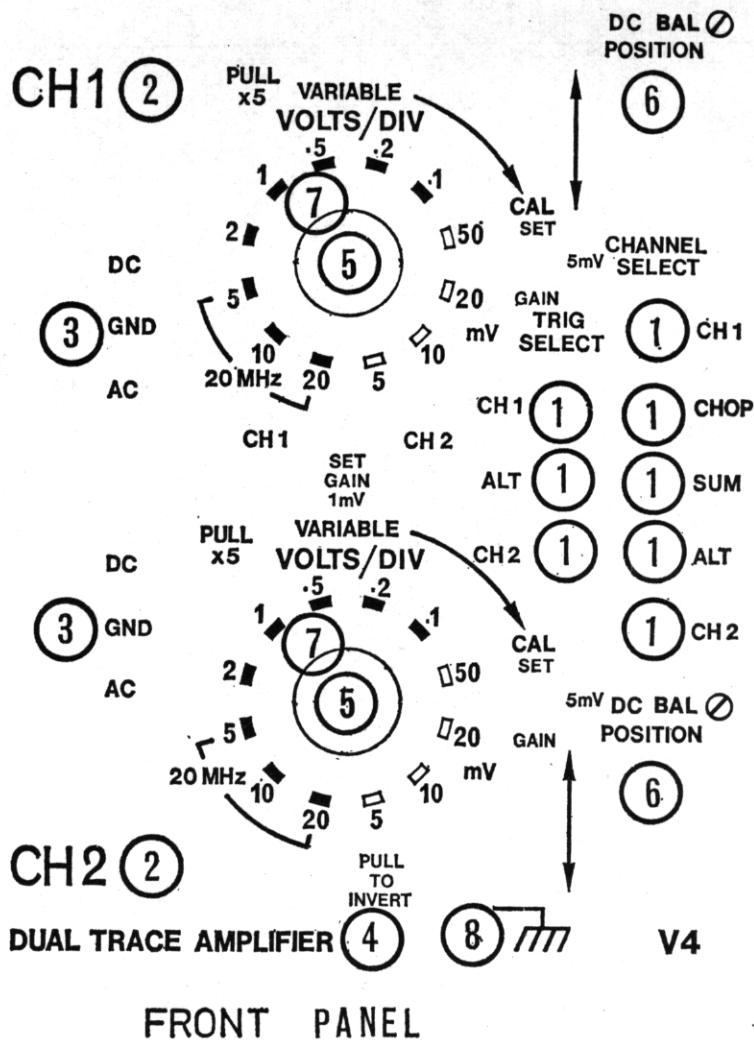 DC BAL
POSITION
6
CH1 2
PULL
x5
VARIABLE
VOLTS/DIV
.5
.2
.1
1
7
2
5
50
CAL
SET
5mV
CHANNEL
SELECT
DC
3 GND
AC
5
20
mV
GAIN
TRIG
SELECT
1 CH1
10
20
5
10
20 MHz
CH1 1
1 CHOP
CH1
CH2
SET
GAIN
1mV
ALT 1
1 SUM
CH2 1
1 ALT
1 CH2
PULL
x5
VARIABLE
VOLTS/DIV
.5
.2
.1
1
7
2
5
50
CAL
SET
DC
3 GND
AC
5mV
DC BAL
POSITION
6
5
20
mV
GAIN
20 MHz
10
20
5
10
CH2 2
PULL
TO
INVERT
DUAL TRACE AMPLIFIER 4
8
V4
FRONT PANEL